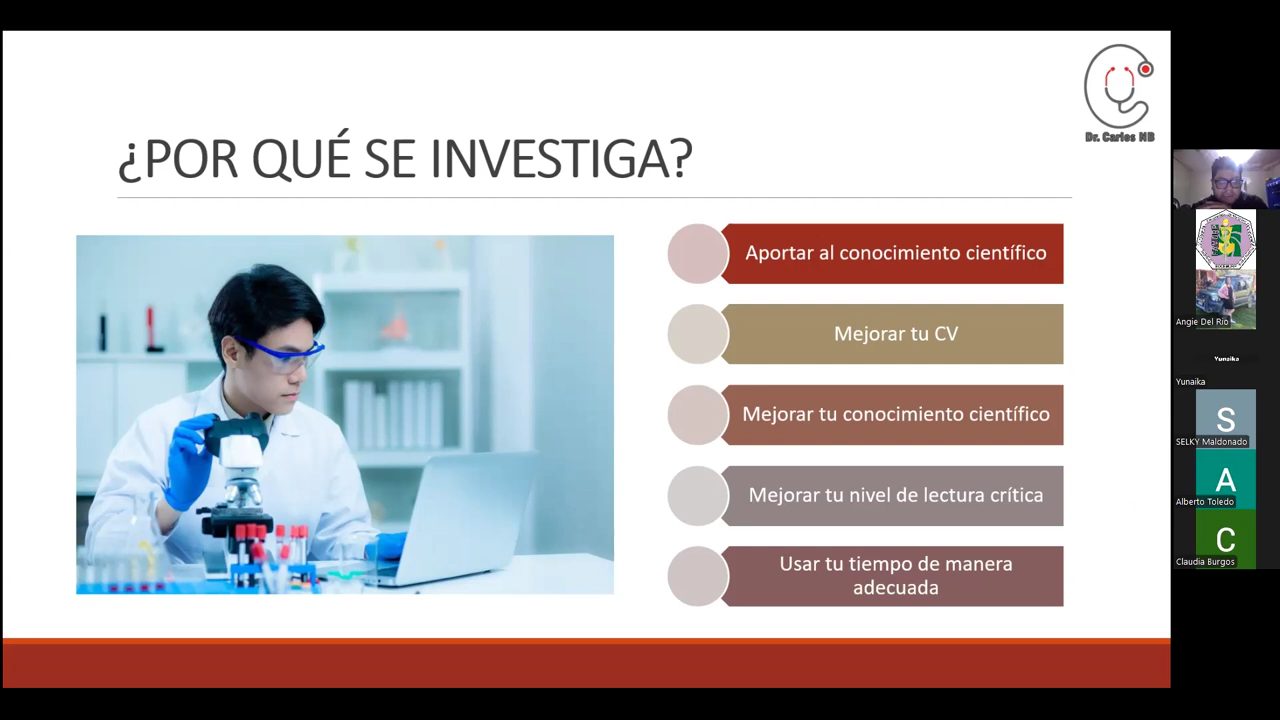 Dr. Carlos NB
¿POR QUÉ SE INVESTIGA?
Aportar al conocimiento científico
Mejorar tu CV
Mejorar tu conocimiento científico
Mejorar tu nivel de lectura crítica
Usar tu tiempo de manera
adecuada
Angie Del Rio
Yunaika
Yunaika
S
SELKY Maldonado
A
Alberto Toledo
C
Claudia Burgos